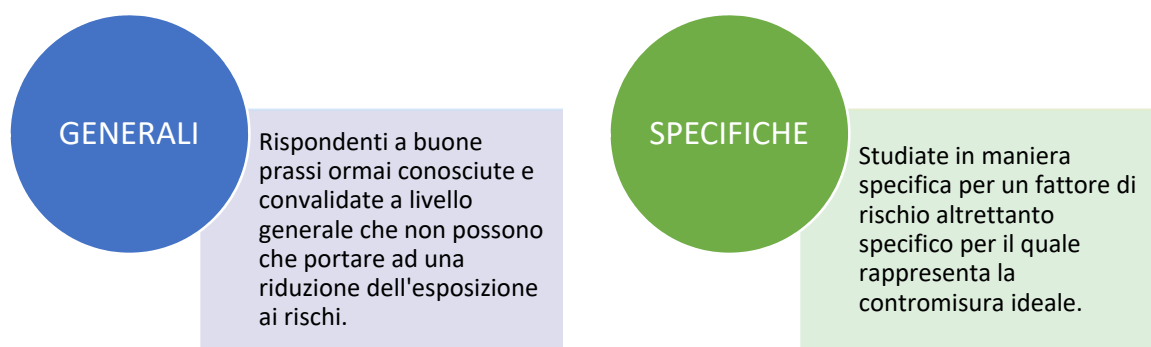 GENERALI
Rispondenti a buone
prassi ormai conosciute e
convalidate a livello
generale che non possono
che portare ad una
riduzione dell'esposizione
ai rischi.
SPECIFICHE
Studiate in maniera
specifica per un fattore di
rischio altrettanto
specifico per il quale
rappresenta la
contromisura ideale.